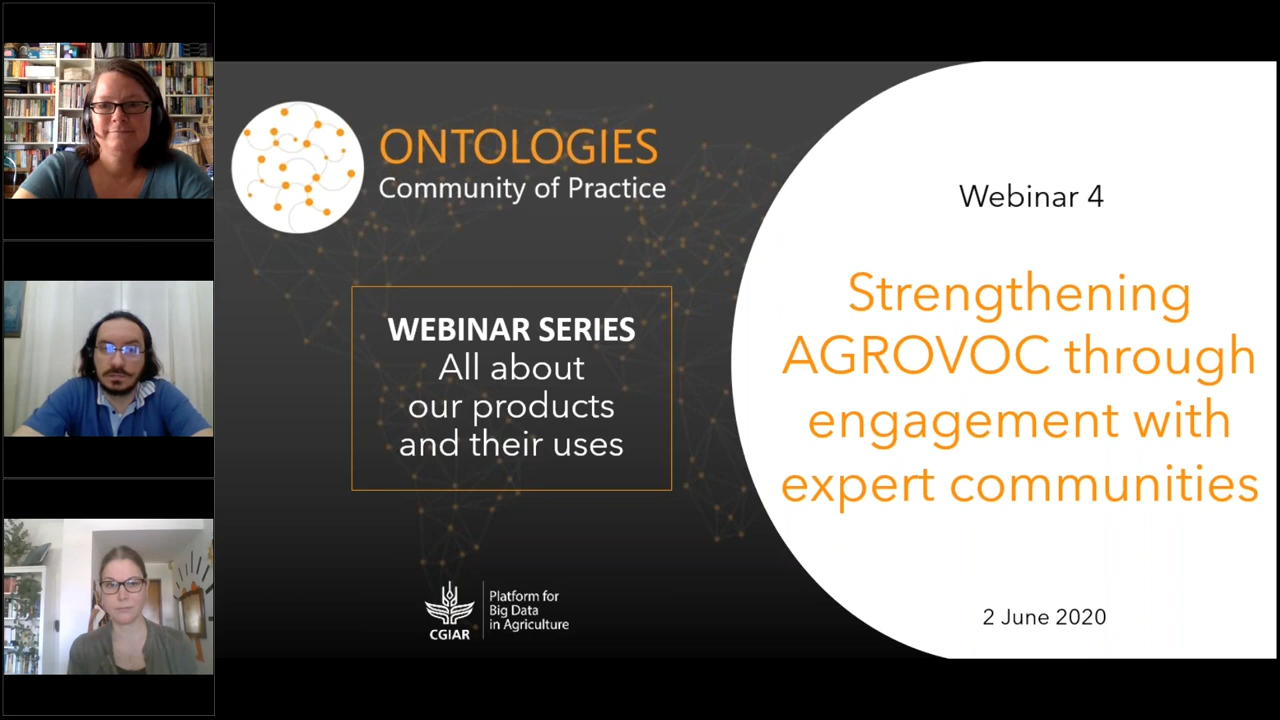 ONTOLOGIES
Community of Practice
WEBINAR SERIES
All about
our products
and their uses
CGIAR
Platform for
Big Data
in Agriculture
Webinar 4
Strengthening
AGROVOC through
engagement with
expert communities
2 June 2020